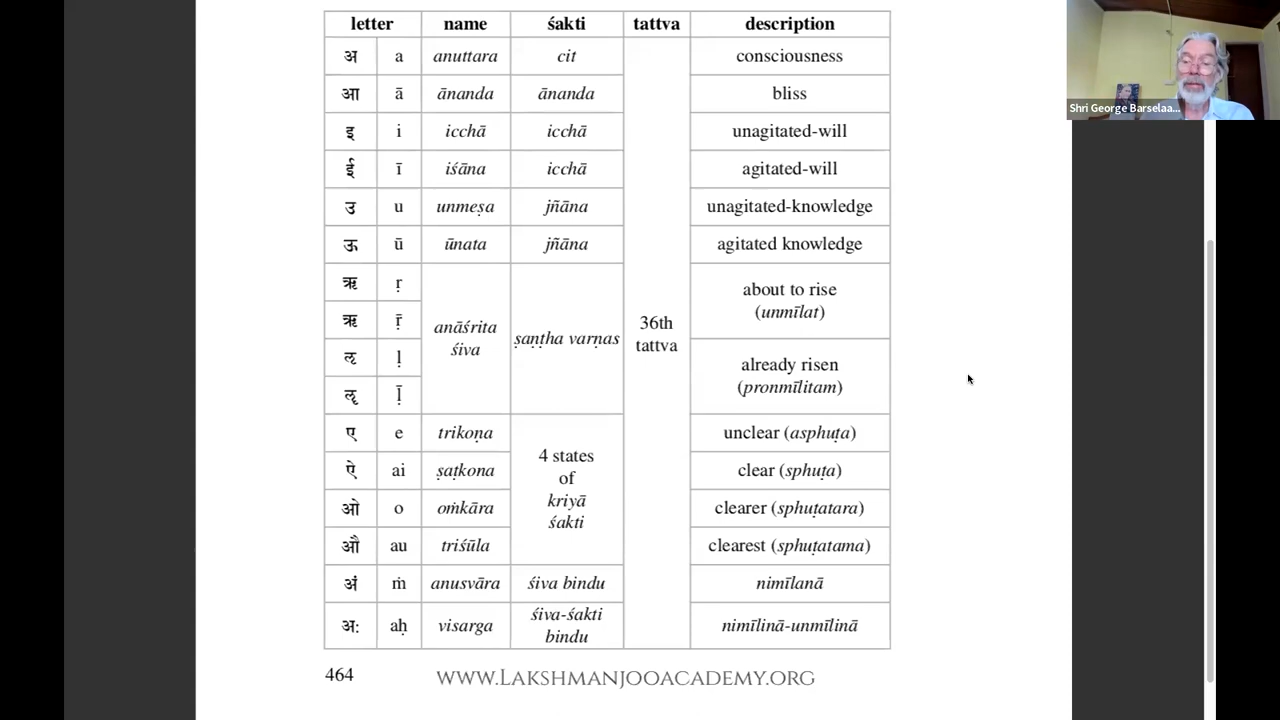 letter name śakti tattva description
अ a anuttara cit consciousness
आ ā ānanda ānanda bliss
इ i icchā icchā unagitated-will
ई ī iśāna icchā agitated-will
उ u unmeṣa jñāna unagitated-knowledge
ऊ ū ūnata jñāna agitated knowledge
ऋ ṛ
ॠ ṝ
ऌ ḷ
ॡ ḹ
anāśrita
śiva
ṣaṇṭha varṇas
36th
tattva
about to rise
(unmīlat)
already risen
(pronmīlitam)
ए e trikoṇa unclear (asphuṭa)
ऐ ai ṣaṭkona clear (sphuṭa)
ओ o oṁkāra clearer (sphuṭatara)
औ au triśūla clearest (sphuṭatama)
4 states
of
kriyā
śakti
अं ṁ anusvāra śiva bindu nimīlanā
अः aḥ visarga śiva-śakti
bindu nimīlinā-unmīlinā
464 www.Lakshmanjooacademy.org
Shri George Barselaa...